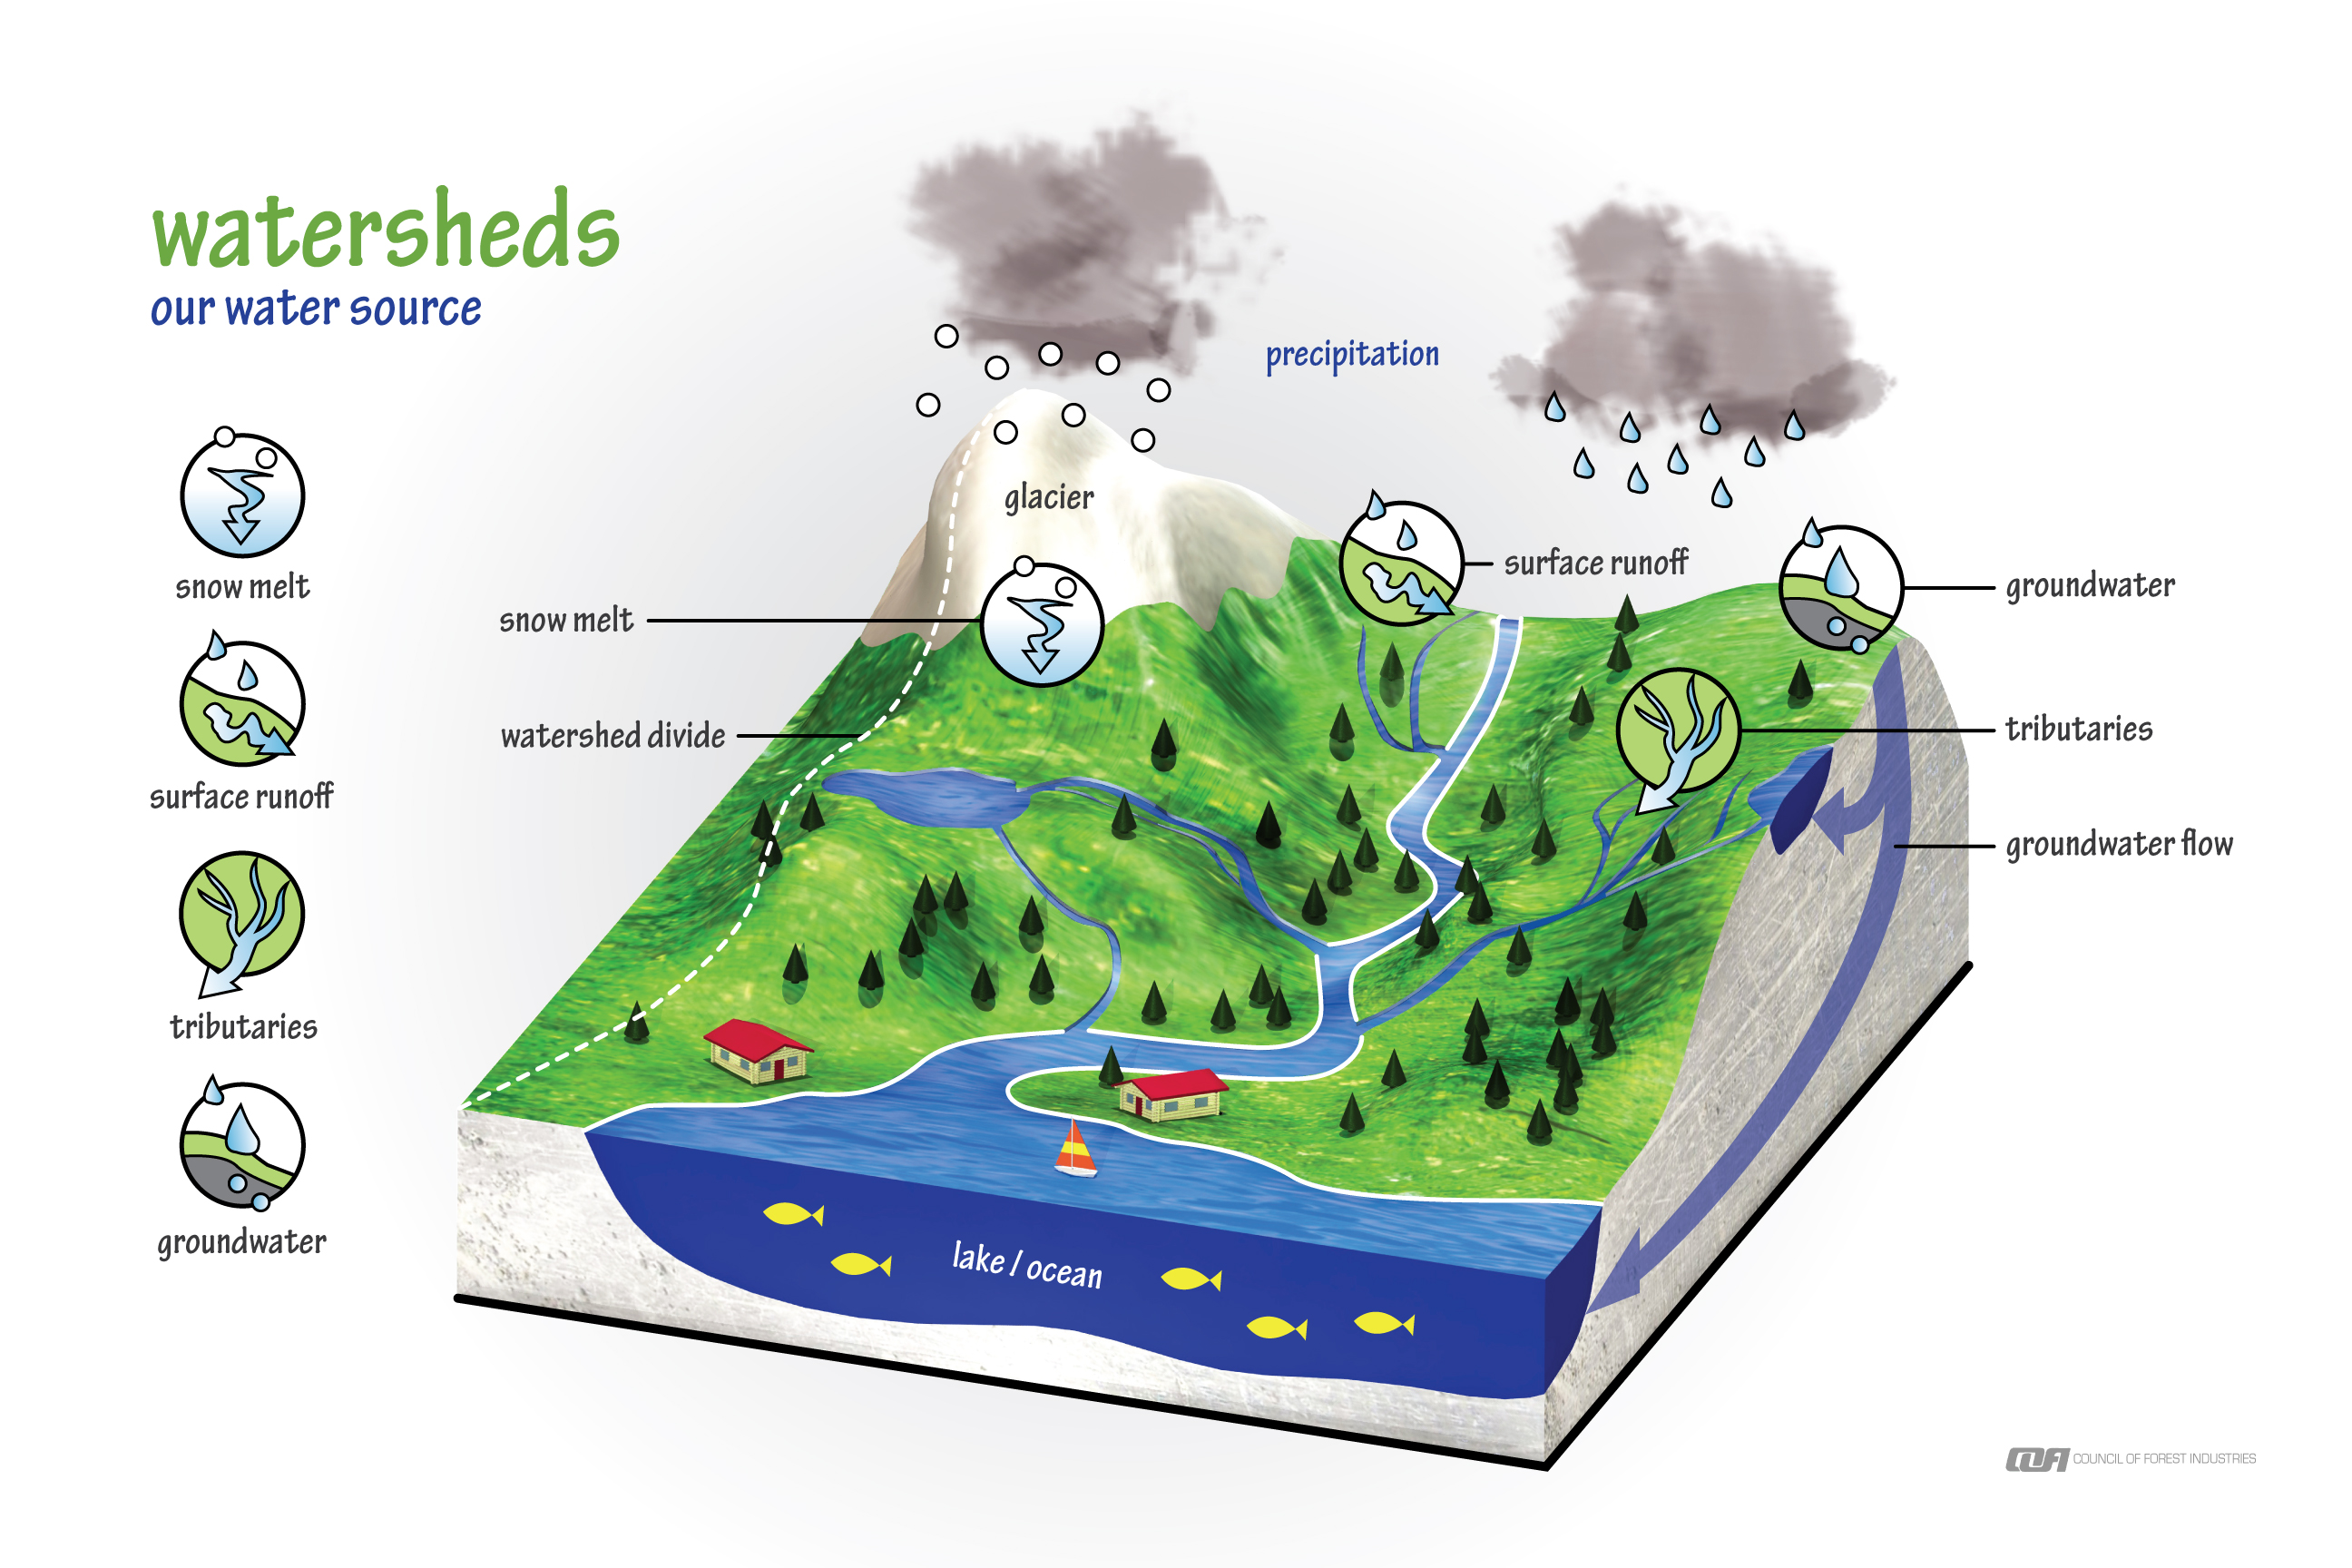 watersheds
our water source
precipitation
glacier
snow melt
surface runoff
groundwater
snow melt
surface runoff
watershed divide
tributaries
tributaries
groundwater flow
groundwater
lake / ocean
COUNCIL OF FOREST INDUSTRIES